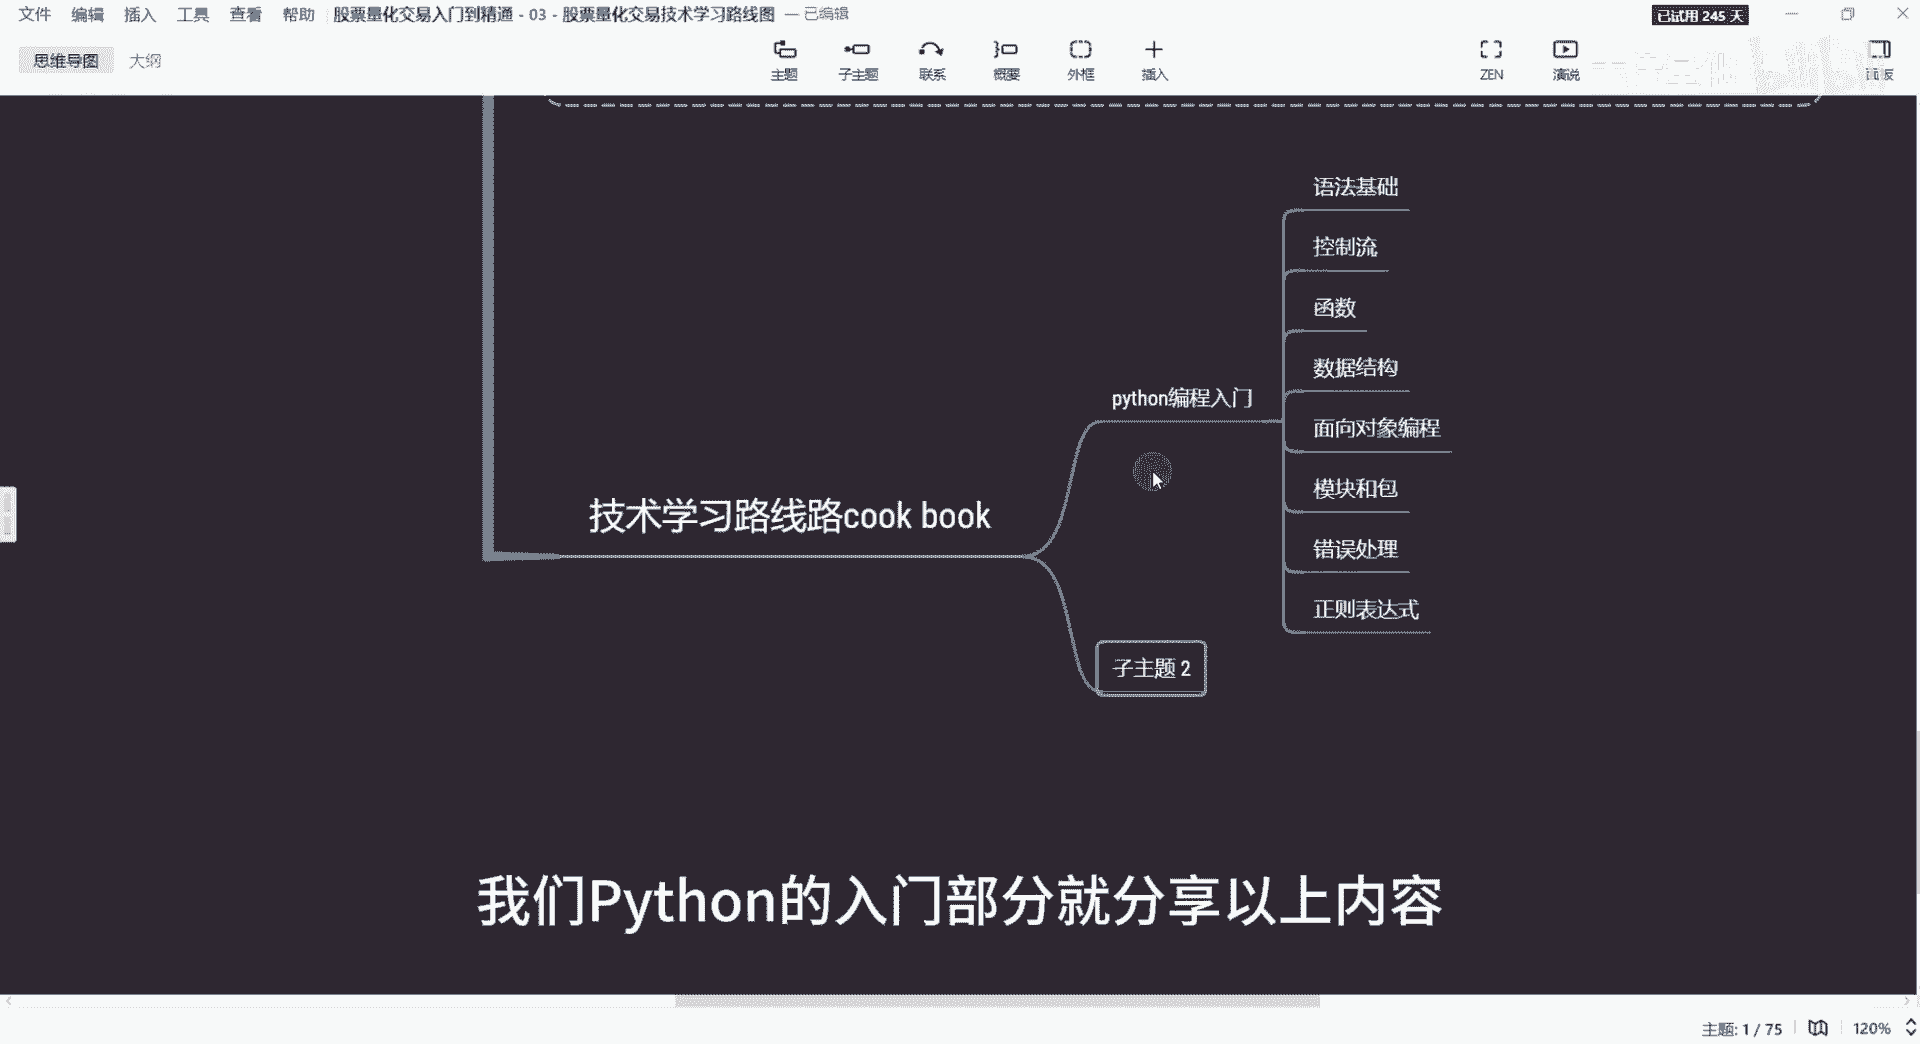 文件 编辑 插入 工具 查看 帮助 股票量化交易入门到精通 - 03 - 股票量化交易技术学习路线图 — 已编辑 已试用 245 天
思维导图 大纲
主题 子主题 联系 概要 外框 插入 ZEN 演说 面板
语法基础
控制流
函数
数据结构
python编程入门
面向对象编程
模块和包
技术学习路线路cook book
错误处理
正则表达式
子主题 2
我们Python的入门部分就分享以上内容
主题: 1 / 75 120%